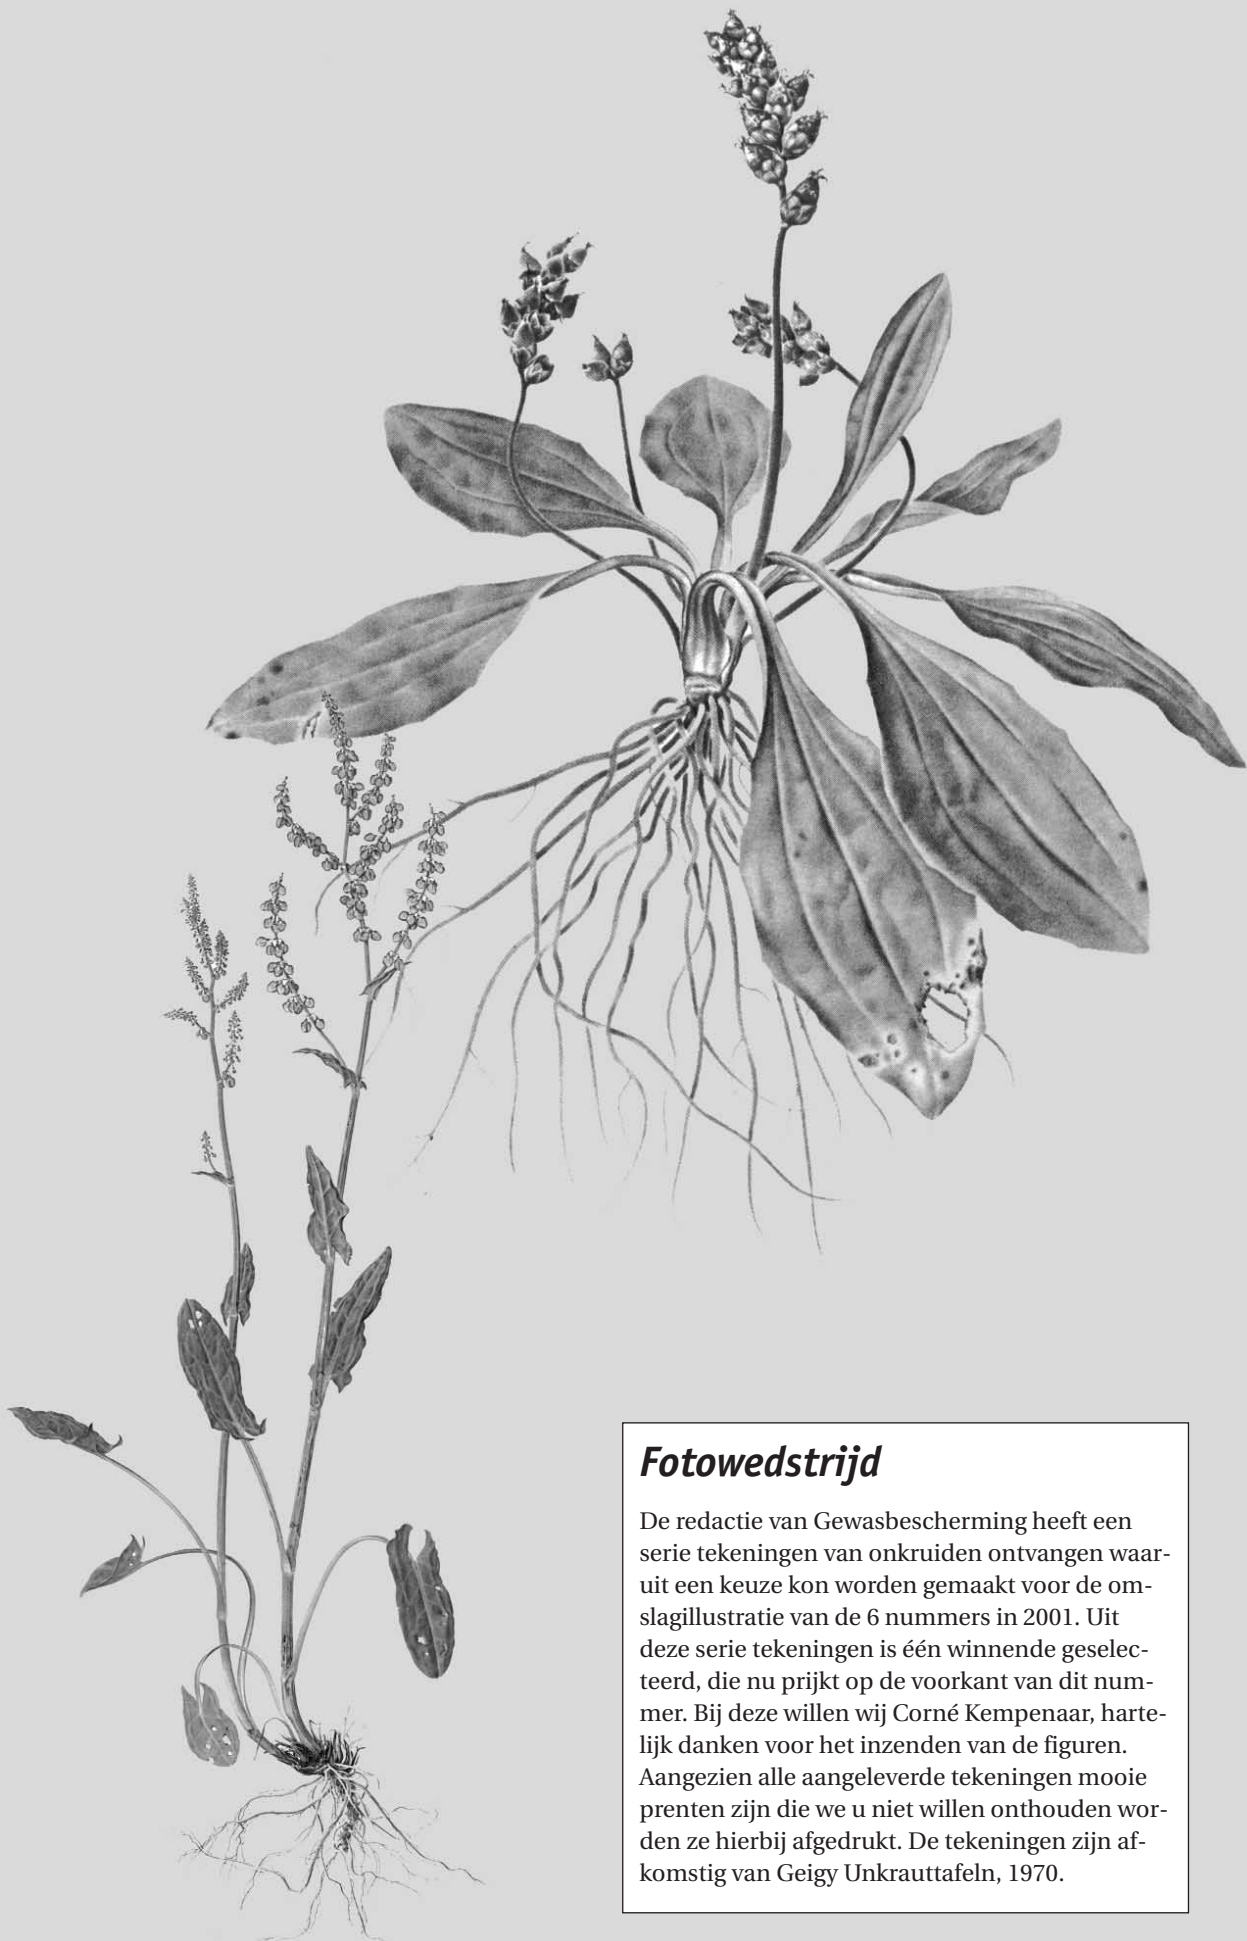 Fotowedstrijd
De redactie van Gewasbescherming heeft een
serie tekeningen van onkruiden ontvangen waar-
uit een keuze kon worden gemaakt voor de om-
slagillustratie van de 6 nummers in 2001. Uit
deze serie tekeningen is één winnende geselec-
teerd, die nu prijkt op de voorkant van dit num-
mer. Bij deze willen wij Corné Kempenaar, harte-
lijk danken voor het inzenden van de figuren.
Aangezien alle aangeleverde tekeningen mooie
prenten zijn die we u niet willen onthouden wor-
den ze hierbij afgedrukt. De tekeningen zijn af-
komstig van Geigy Unkrauttafeln, 1970.